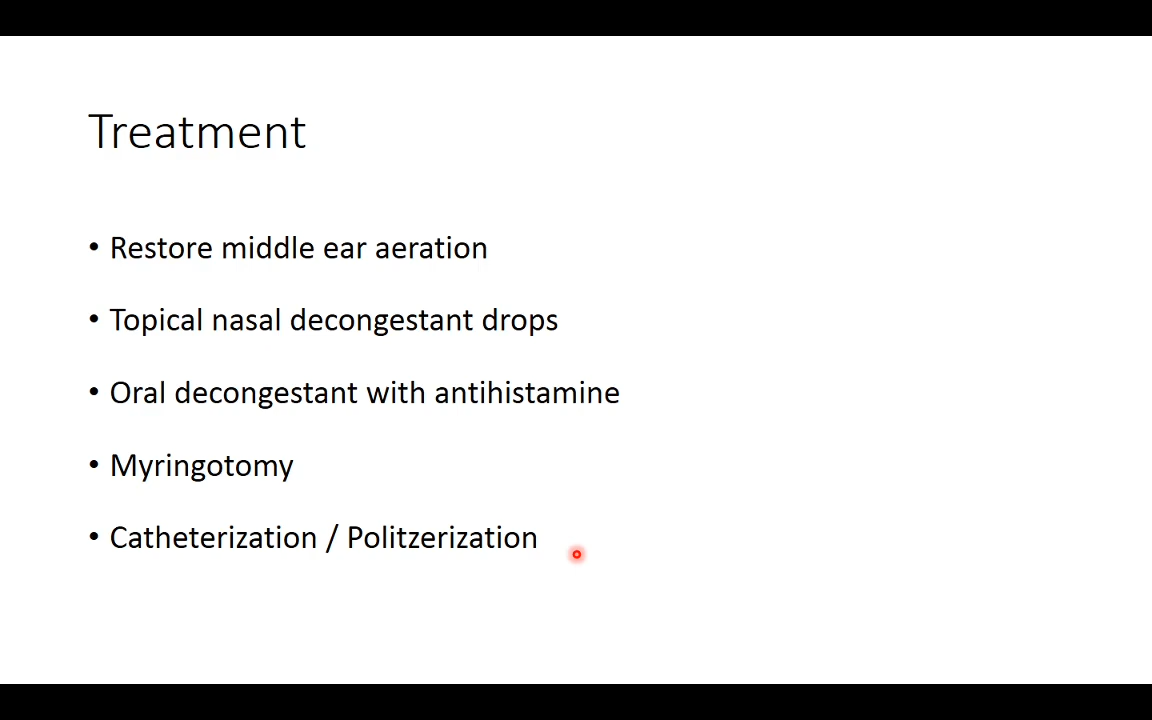 Treatment
• Restore middle ear aeration
• Topical nasal decongestant drops
• Oral decongestant with antihistamine
• Myringotomy
• Catheterization / Politzerization